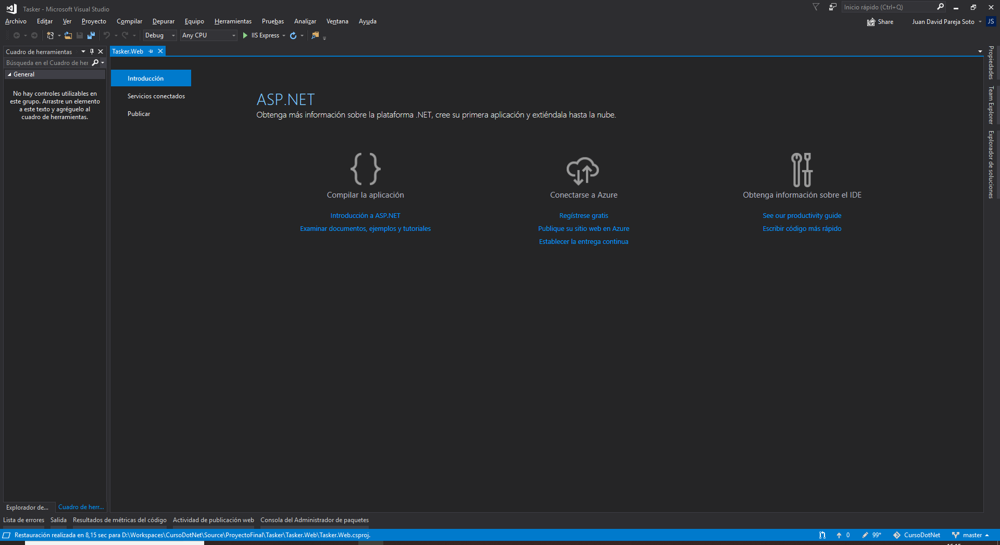 Tasker - Microsoft Visual Studio
Inicio rápido (Ctrl+Q)
Archivo Editar Ver Proyecto Compilar Depurar Equipo Herramientas Pruebas Analizar Ventana Ayuda
Share Juan David Pareja Soto JS
Debug Any CPU IIS Express
Cuadro de herramientas
Tasker.Web
Búsqueda en el Cuadro de her
General
No hay controles utilizables en
este grupo. Arrastre un elemento
a este texto y agréguelo al
cuadro de herramientas.
Introducción
Servicios conectados
Publicar
ASP.NET
Obtenga más información sobre la plataforma .NET, cree su primera aplicación y extiéndala hasta la nube.
Compilar la aplicación
Introducción a ASP.NET
Examinar documentos, ejemplos y tutoriales
Conectarse a Azure
Regístrese gratis
Publique su sitio web en Azure
Establecer la entrega continua
Obtenga información sobre el IDE
See our productivity guide
Escribir código más rápido
Propiedades
Team Explorer
Explorador de soluciones
Explorador de... Cuadro de herr...
Lista de errores Salida Resultados de métricas del código Actividad de publicación web Consola del Administrador de paquetes
Restauración realizada en 8,15 sec para D:\Workspaces\CursoDotNet\Source\ProyectoFinal\Tasker\Tasker.Web\Tasker.Web.csproj.
0 99* CursoDotNet master